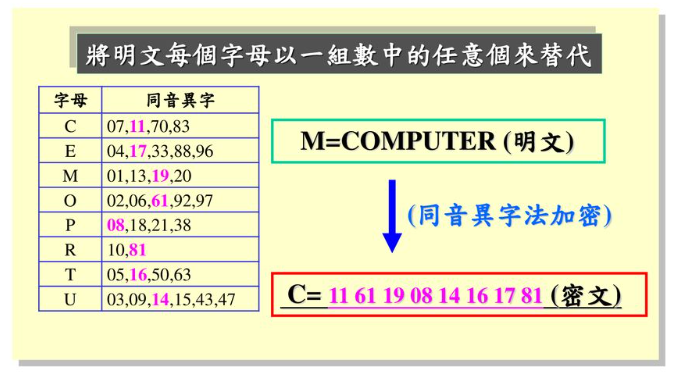 將明文每個字母以一組數中的任意個來替代
字母 同音異字
C 07,11,70,83
E 04,17,33,88,96
M 01,13,19,20
O 02,06,61,92,97
P 08,18,21,38
R 10,81
T 05,16,50,63
U 03,09,14,15,43,47
M=COMPUTER (明文)
(同音異字法加密)
C= 11 61 19 08 14 16 17 81 (密文)